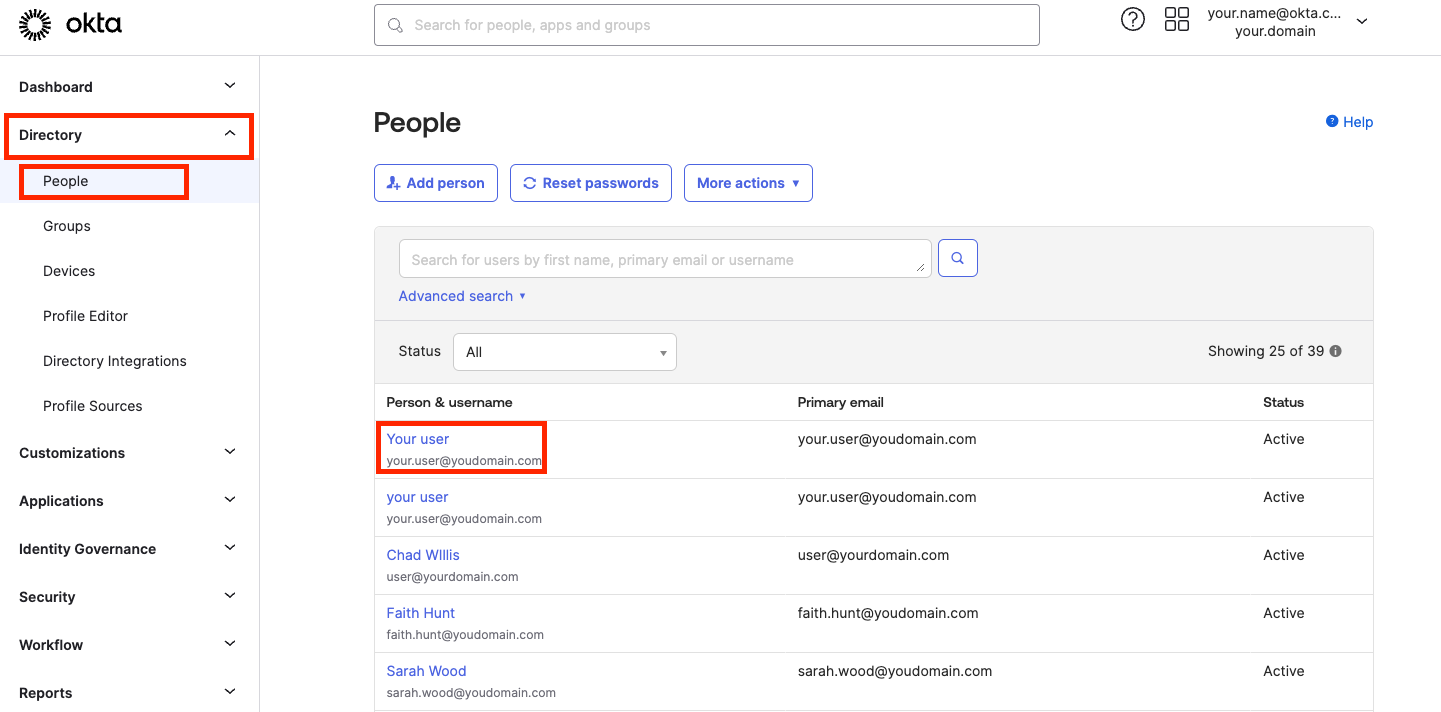 okta
Search for people, apps and groups
your.name@okta.c...
your.domain
Dashboard
Directory
People
Groups
Devices
Profile Editor
Directory Integrations
Profile Sources
Customizations
Applications
Identity Governance
Security
Workflow
Reports
People
Help
Add person
Reset passwords
More actions
Search for users by first name, primary email or username
Advanced search
Status All Showing 25 of 39
Person & username Primary email Status
Your user your.user@youdomain.com Active
your.user@youdomain.com
your user your.user@youdomain.com Active
your.user@youdomain.com
Chad WIllis user@yourdomain.com Active
user@yourdomain.com
Faith Hunt faith.hunt@youdomain.com Active
faith.hunt@youdomain.com
Sarah Wood sarah.wood@youdomain.com Active
sarah.wood@youdomain.com